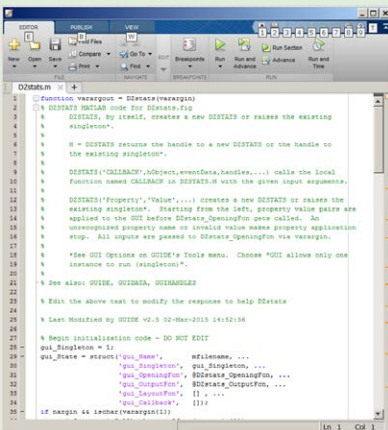 EDITOR PUBLISH VIEW
E B W 1 2 3 4 5 6 7 8 9
New Open Save Find Files Compare Print Go To Find EDIT Breakpoints Run Run and Advance Run Section Advance Run and Time
FILE NAVIGATE BREAKPOINTS RUN
DZstats.m × +
1 function varargout = DZstats(varargin)
2 % DZSTATS MATLAB code for DZstats.fig
3 % DZSTATS, by itself, creates a new DZSTATS or raises the existing
4 % singleton*.
5 %
6 % H = DZSTATS returns the handle to a new DZSTATS or the handle to
7 % the existing singleton*.
8 %
9 % DZSTATS('CALLBACK',hObject,eventData,handles,...) calls the local
10 % function named CALLBACK in DZSTATS.M with the given input arguments.
11 %
12 % DZSTATS('Property','Value',...) creates a new DZSTATS or raises the
13 % existing singleton*. Starting from the left, property value pairs are
14 % applied to the GUI before DZstats_OpeningFcn gets called. An
15 % unrecognized property name or invalid value makes property application
16 % stop. All inputs are passed to DZstats_OpeningFcn via varargin.
17 %
18 % *See GUI Options on GUIDE's Tools menu. Choose "GUI allows only one
19 % instance to run (singleton)".
20 %
21 % See also: GUIDE, GUIDATA, GUIHANDLES
22
23 % Edit the above text to modify the response to help DZstats
24
25 % Last Modified by GUIDE v2.5 02-Mar-2015 14:52:36
26
27 % Begin initialization code - DO NOT EDIT
28 gui_Singleton = 1;
29 gui_State = struct('gui_Name', mfilename, ...
30 'gui_Singleton', gui_Singleton, ...
31 'gui_OpeningFcn', @DZstats_OpeningFcn, ...
32 'gui_OutputFcn', @DZstats_OutputFcn, ...
33 'gui_LayoutFcn', [] , ...
34 'gui_Callback', []);
35 if nargin && ischar(varargin{1})
Ln 1 Col 1